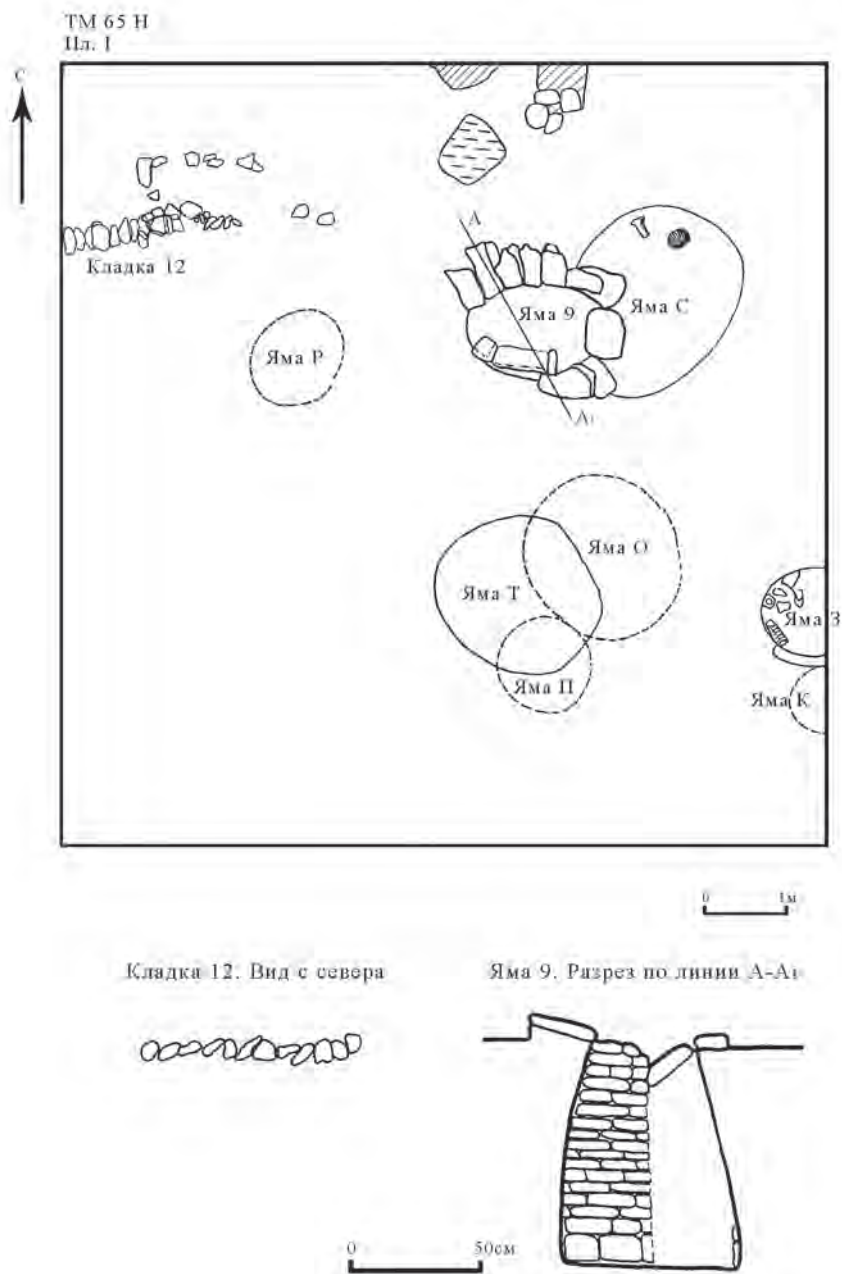 ТМ 65 Н
Пл. I
С
А
Кладка 12
Яма 9
Яма С
Яма Р
А₁
Яма О
Яма Т
Яма З
Яма П
Яма К
0 1м
Кладка 12. Вид с севера
Яма 9. Разрез по линии А-А₁
0 50см